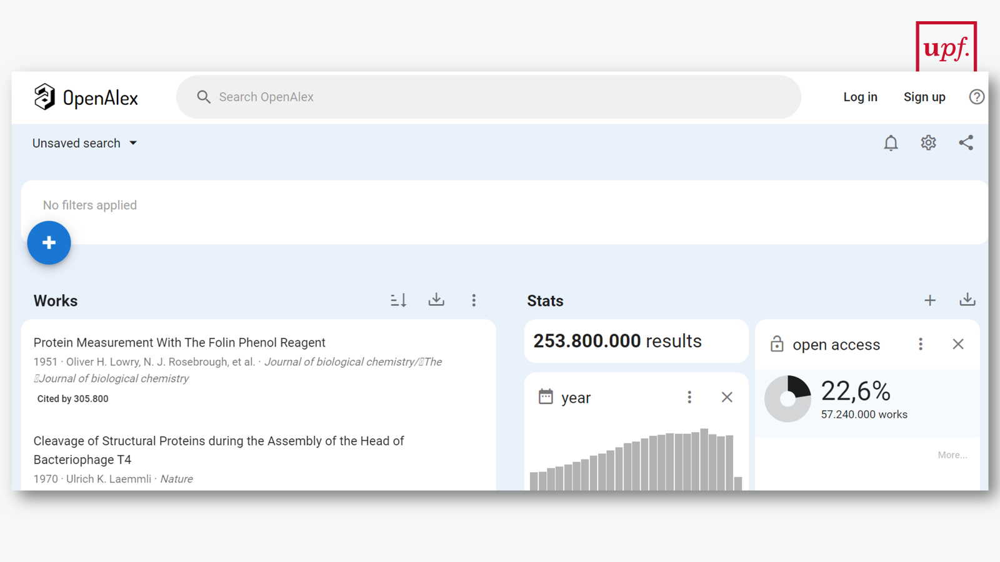 upf.
OpenAlex
Search OpenAlex
Log in
Sign up
Unsaved search
No filters applied
Works
Protein Measurement With The Folin Phenol Reagent
1951 · Oliver H. Lowry, N. J. Rosebrough, et al. · Journal of biological chemistry/The
Journal of biological chemistry
Cited by 305.800
Cleavage of Structural Proteins during the Assembly of the Head of
Bacteriophage T4
1970 · Ulrich K. Laemmli · Nature
Stats
253.800.000 results
year
open access
22,6%
57.240.000 works
More...